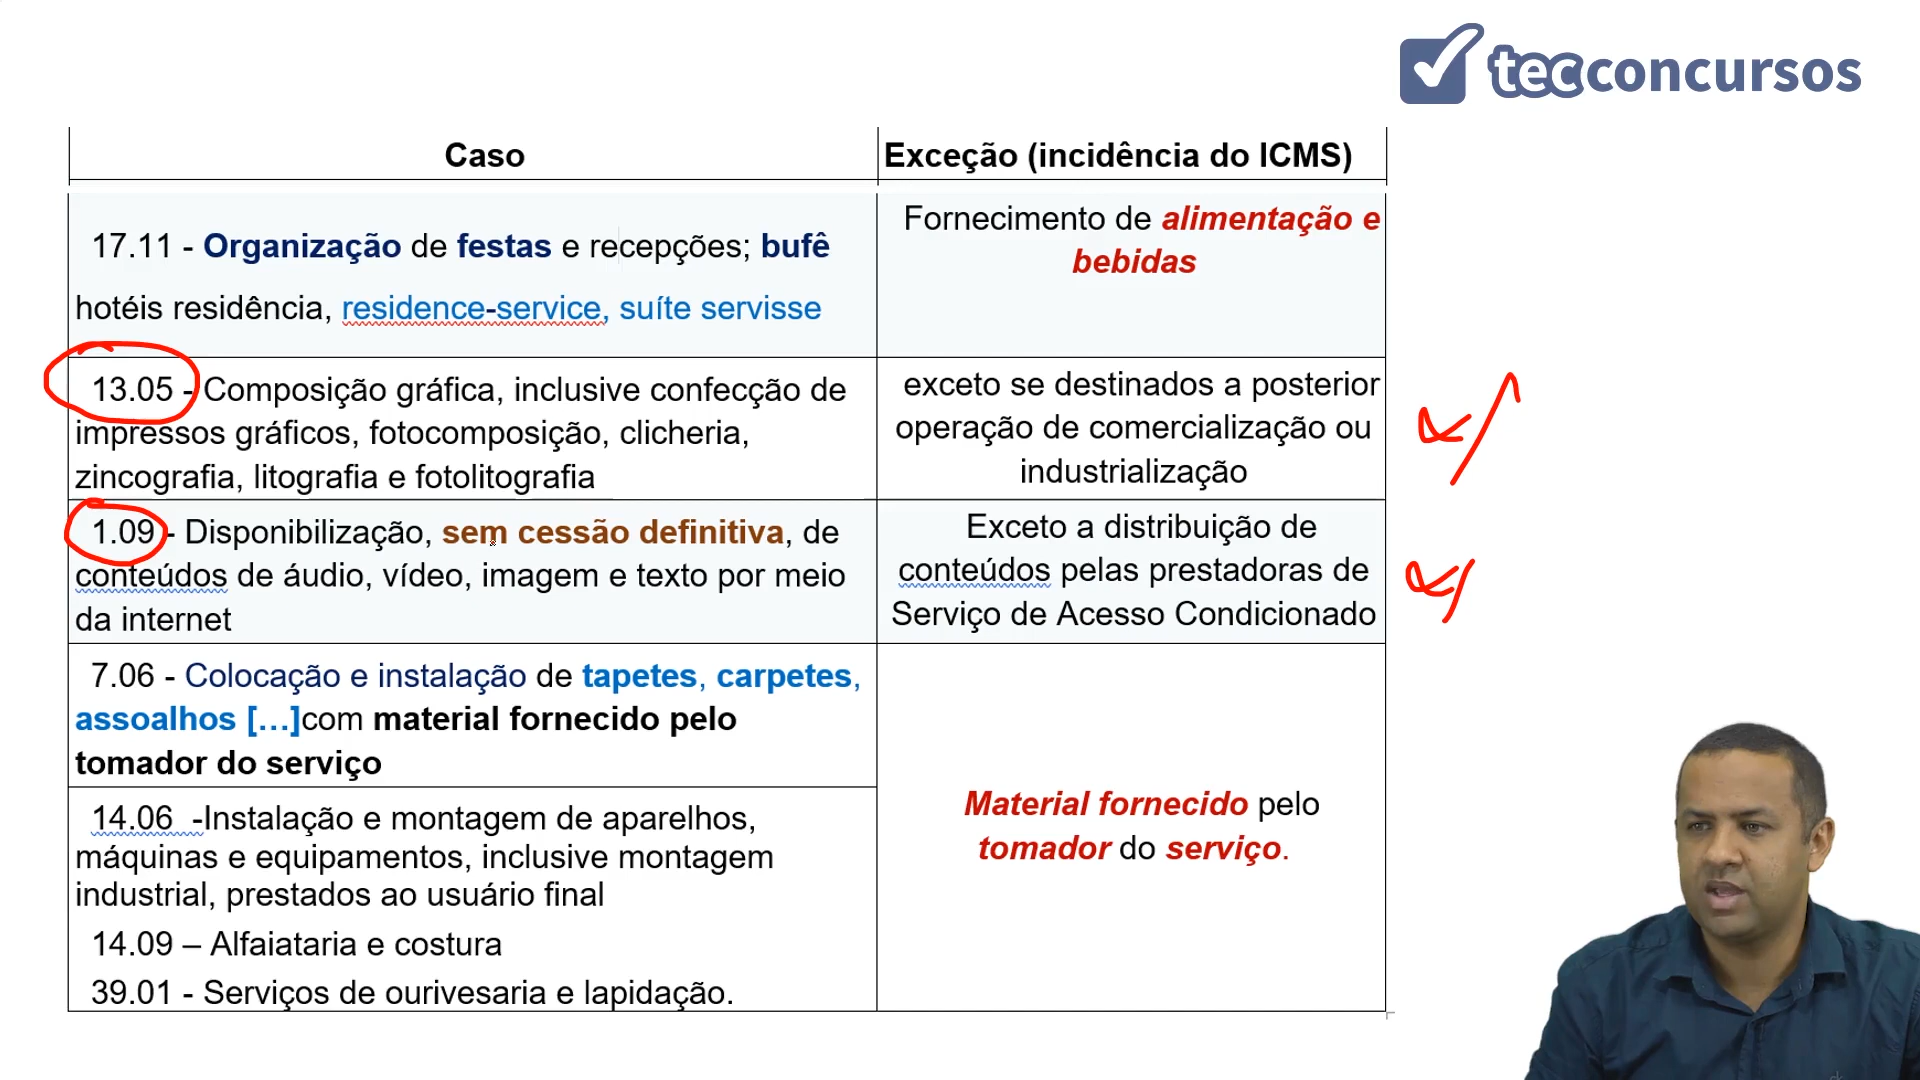 tecconcursos
Caso
Exceção (incidência do ICMS)
17.11 - Organização de festas e recepções; bufê
hotéis residência, residence-service, suíte servisse
Fornecimento de alimentação e
bebidas
13.05 - Composição gráfica, inclusive confecção de
impressos gráficos, fotocomposição, clicheria,
zincografia, litografia e fotolitografia
exceto se destinados a posterior
operação de comercialização ou
industrialização
1.09 - Disponibilização, sem cessão definitiva, de
conteúdos de áudio, vídeo, imagem e texto por meio
da internet
Exceto a distribuição de
conteúdos pelas prestadoras de
Serviço de Acesso Condicionado
7.06 - Colocação e instalação de tapetes, carpetes,
assoalhos [...]com material fornecido pelo
tomador do serviço
14.06 -Instalação e montagem de aparelhos,
máquinas e equipamentos, inclusive montagem
industrial, prestados ao usuário final
14.09 – Alfaiataria e costura
39.01 - Serviços de ourivesaria e lapidação.
Material fornecido pelo
tomador do serviço.